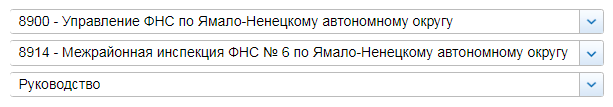 8900 - Управление ФНС по Ямало-Ненецкому автономному округу
8914 - Межрайонная инспекция ФНС № 6 по Ямало-Ненецкому автономному округу
Руководство